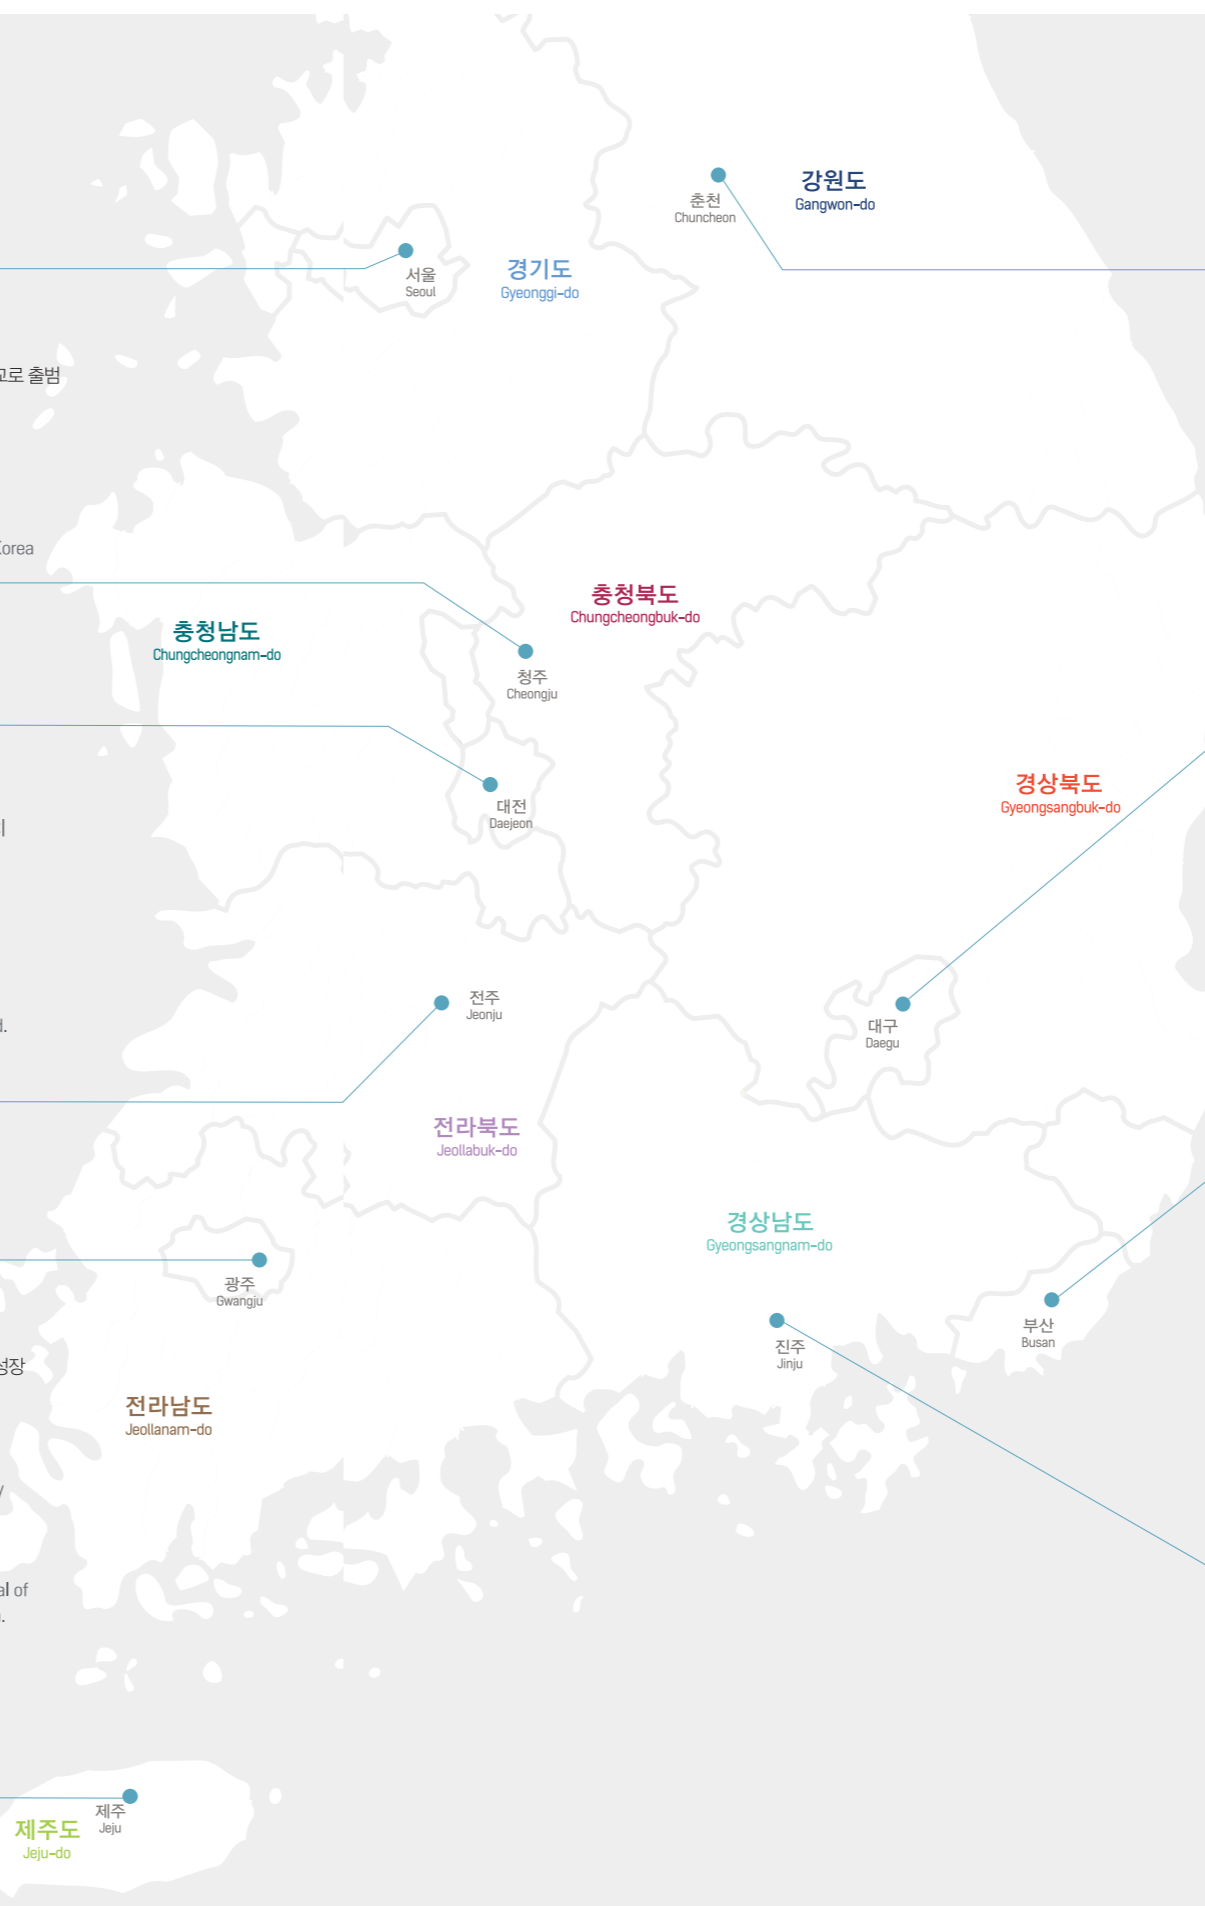 강원도
Gangwon-do
춘천
Chuncheon
서울
Seoul
경기도
Gyeonggi-do
로 출범
Korea
충청북도
Chungcheongbuk-do
충청남도
Chungcheongnam-do
청주
Cheongju
경상북도
Gyeongsangbuk-do
대전
Daejeon
전주
Jeonju
대구
Daegu
d.
전라북도
Jeollabuk-do
경상남도
Gyeongsangnam-do
광주
Gwangju
부산
Busan
진주
Jinju
성장
전라남도
Jeollanam-do
al of
제주
Jeju
제주도
Jeju-do